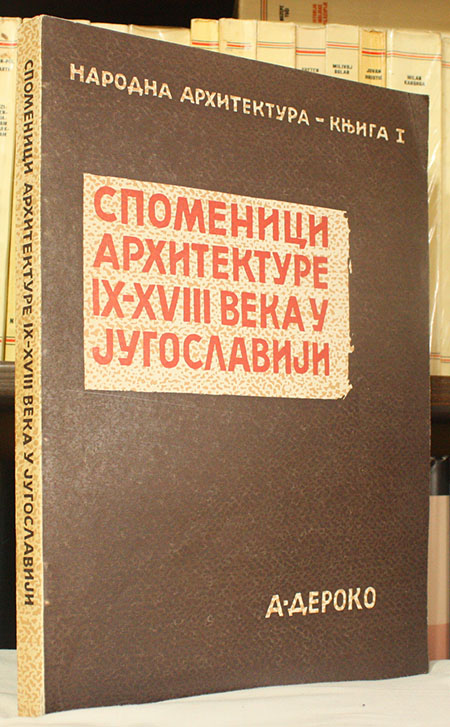 НАРОДНА АРХИТЕКТУРА – КЊИГА I
СПОМЕНИЦИ
АРХИТЕКТУРЕ
IX-XVIII ВЕКА У
ЈУГОСЛАВИЈИ
А·ДЕРОКО
СПОМЕНИЦИ АРХИТЕКТУРЕ IX-XVIII ВЕКА У ЈУГОСЛАВИЈИ